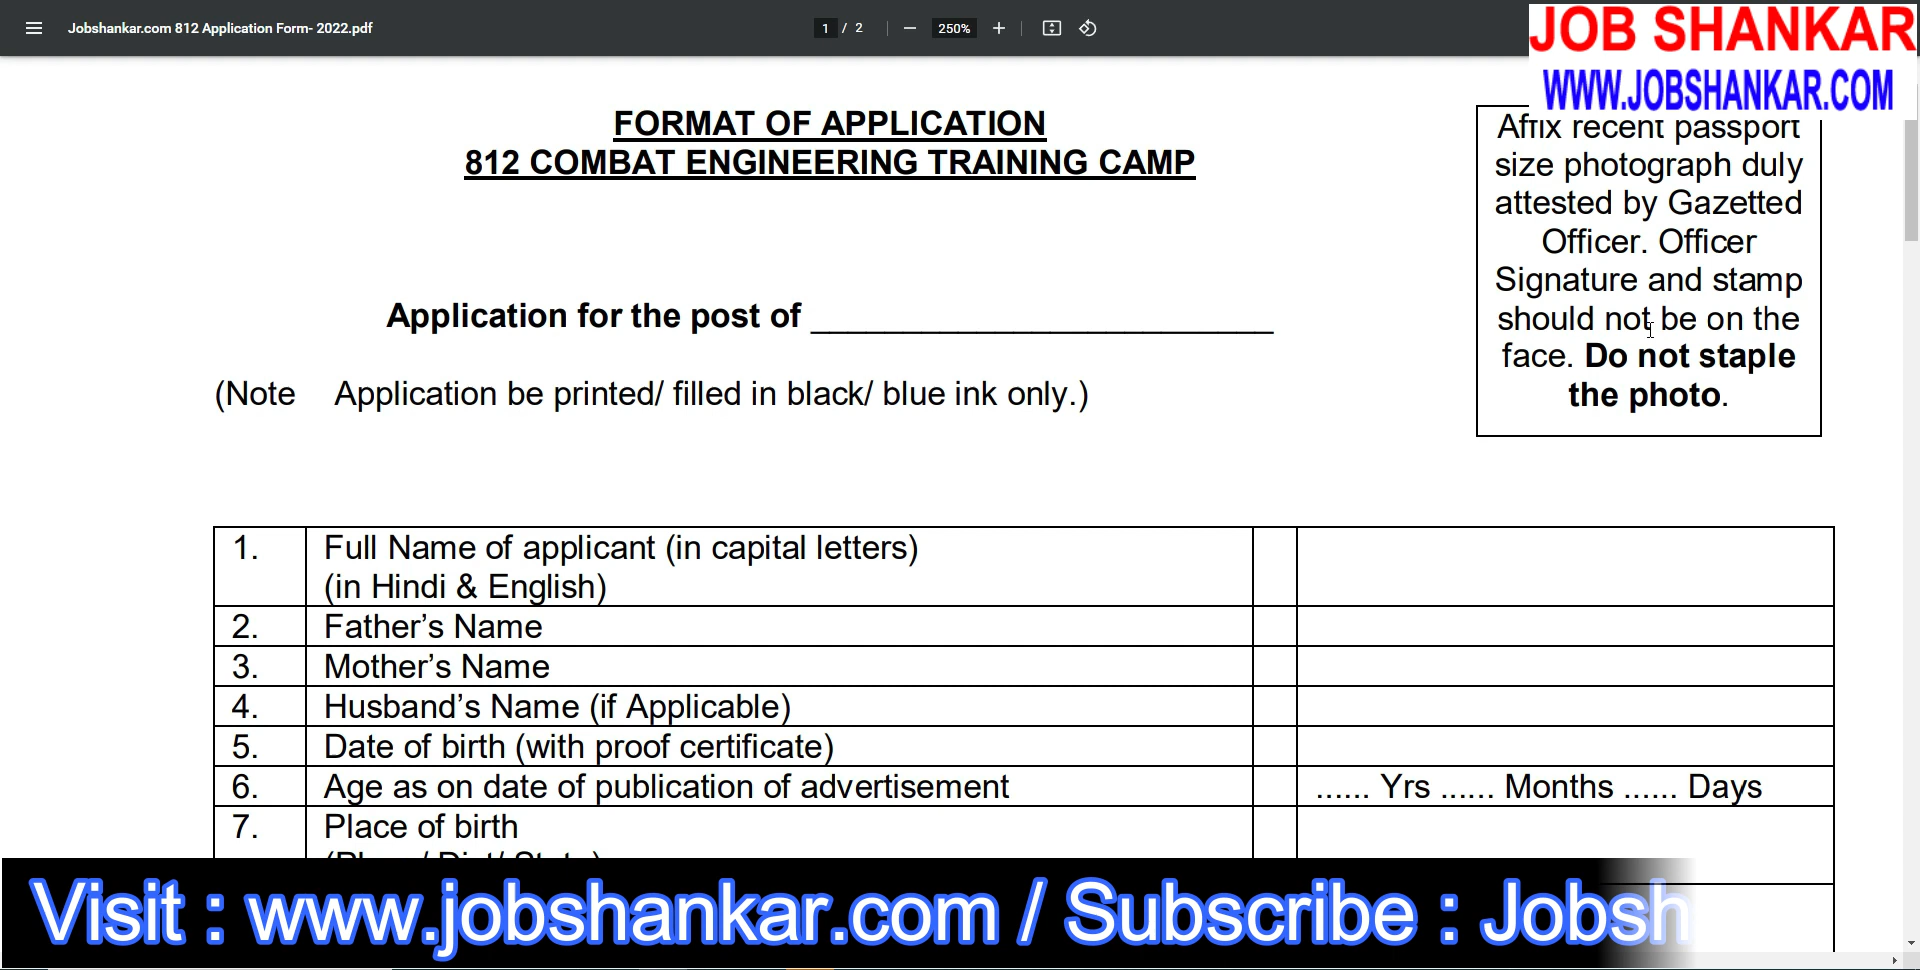 Jobshankar.com 812 Application Form- 2022.pdf
1 / 2
250%
JOB SHANKAR
WWW.JOBSHANKAR.COM
FORMAT OF APPLICATION
812 COMBAT ENGINEERING TRAINING CAMP
Affix recent passport
size photograph duly
attested by Gazetted
Officer. Officer
Signature and stamp
should not be on the
face. Do not staple
the photo.
Application for the post of _________________________
(Note Application be printed/ filled in black/ blue ink only.)
1. Full Name of applicant (in capital letters)
(in Hindi & English)
2. Father’s Name
3. Mother’s Name
4. Husband’s Name (if Applicable)
5. Date of birth (with proof certificate)
6. Age as on date of publication of advertisement ...... Yrs ...... Months ...... Days
7. Place of birth
Visit : www.jobshankar.com / Subscribe : Jobsh